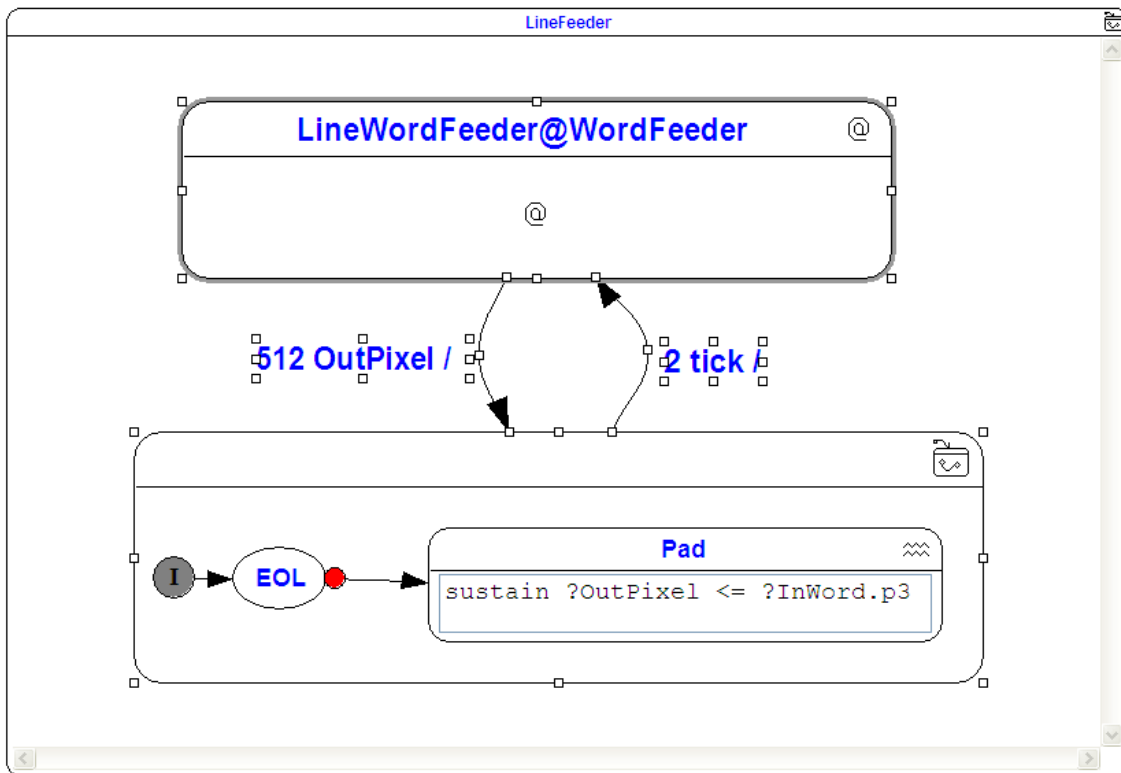 LineFeeder
LineWordFeeder@WordFeeder
@
@
512 OutPixel /
2 tick /
I
EOL
Pad
sustain ?OutPixel <= ?InWord.p3